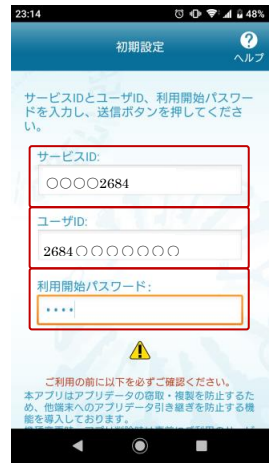 23:14
48%
初期設定
?
ヘルプ
サービスIDとユーザID、利用開始パスワー
ドを入力し、送信ボタンを押してくださ
い。
サービスID:
○○○○2684
ユーザID:
2684○○○○○○○
利用開始パスワード:
····
ご利用の前に以下を必ずご確認ください。
本アプリはアプリデータの窃取・複製を防止するた
め、他端末へのアプリデータ引き継ぎを防止する機
能を導入しております。